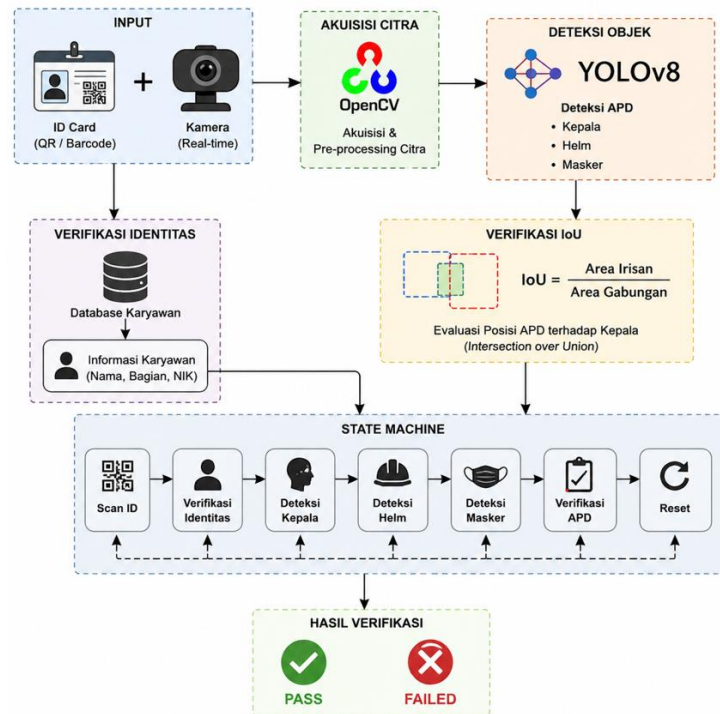 INPUT
ID Card
(QR / Barcode)
+
Kamera
(Real-time)
AKUISISI CITRA
OpenCV
Akuisisi &
Pre-processing Citra
DETEKSI OBJEK
YOLOv8
Deteksi APD
• Kepala
• Helm
• Masker
VERIFIKASI IDENTITAS
Database Karyawan
Informasi Karyawan
(Nama, Bagian, NIK)
VERIFIKASI IoU
IoU =
Area Irisan
Area Gabungan
Evaluasi Posisi APD terhadap Kepala
(Intersection over Union)
STATE MACHINE
Scan ID
Verifikasi
Identitas
Deteksi
Kepala
Deteksi
Helm
Deteksi
Masker
Verifikasi
APD
Reset
HASIL VERIFIKASI
PASS
FAILED